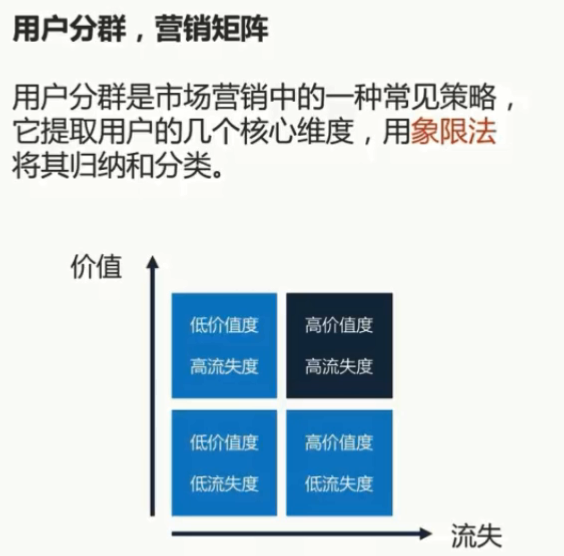 用户分群，营销矩阵
用户分群是市场营销中的一种常见策略，
它提取用户的几个核心维度，用象限法
将其归纳和分类。
价值
低价值度
高流失度
高价值度
高流失度
低价值度
低流失度
高价值度
低流失度
流失